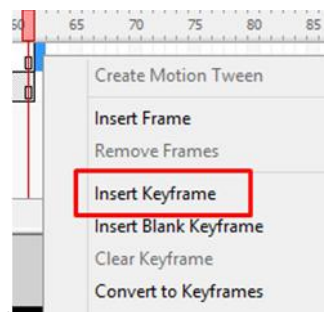 60 65 70 75 80 85
Create Motion Tween
Insert Frame
Remove Frames
Insert Keyframe
Insert Blank Keyframe
Clear Keyframe
Convert to Keyframes